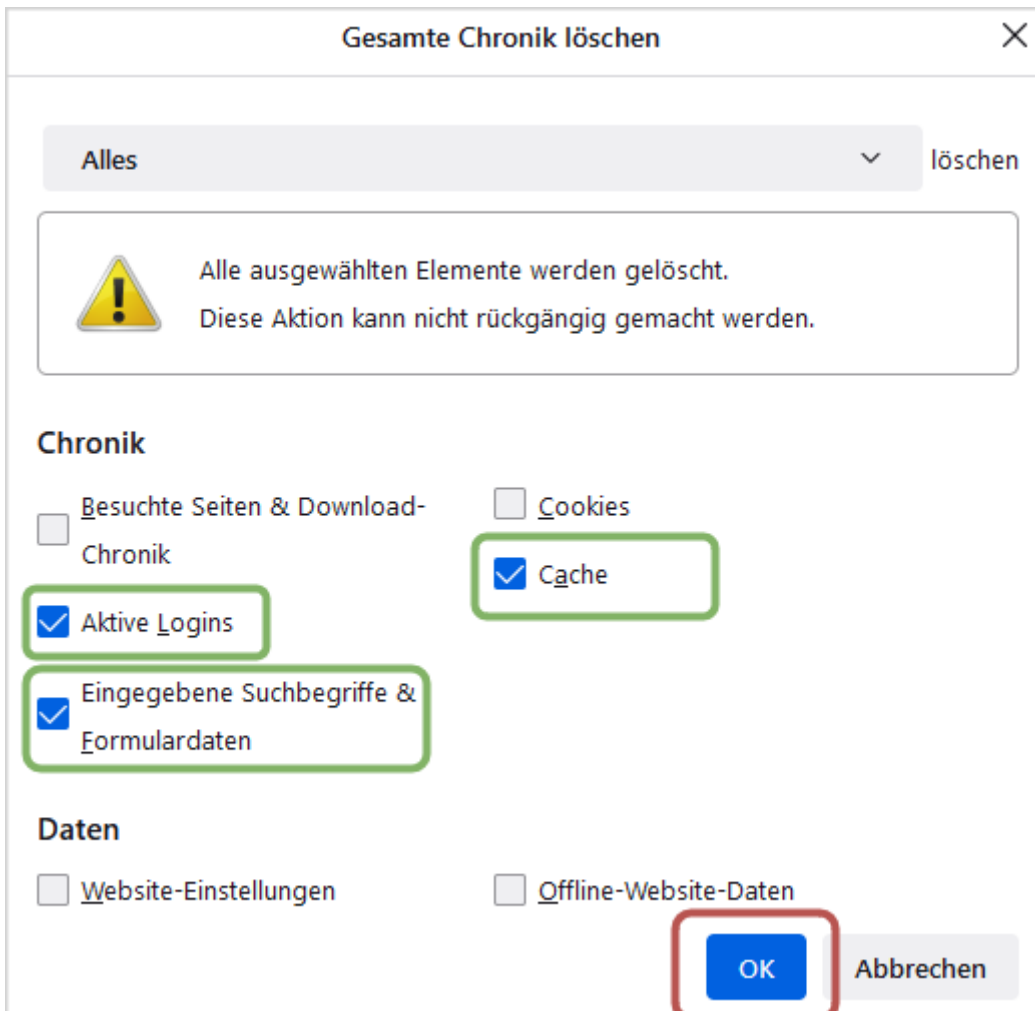 Gesamte Chronik löschen
Alles
löschen
Alle ausgewählten Elemente werden gelöscht.
Diese Aktion kann nicht rückgängig gemacht werden.
Chronik
Besuchte Seiten & Download-
Chronik
Cookies
Cache
Aktive Logins
Eingegebene Suchbegriffe &
Formulardaten
Daten
Website-Einstellungen
Offline-Website-Daten
OK
Abbrechen